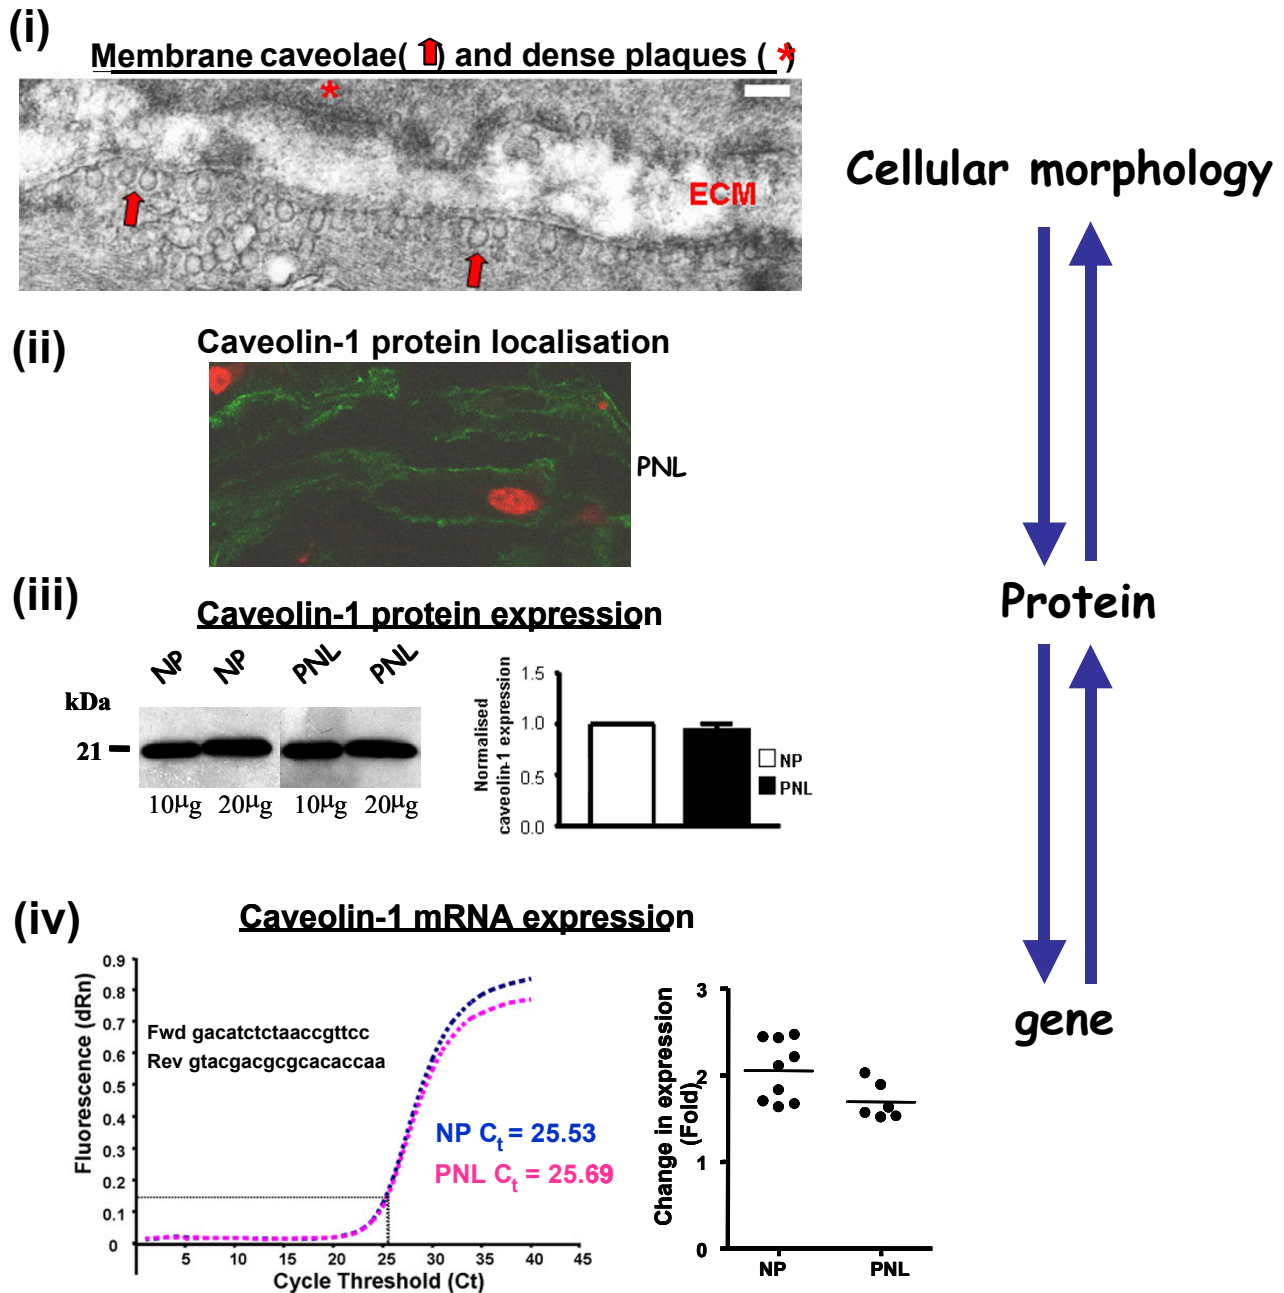 (i)
Membrane caveolae( ) and dense plaques ( *)
*
ECM
Cellular morphology
(ii)
Caveolin-1 protein localisation
PNL
Protein
(iii)
Caveolin-1 protein expression
NP NP PNL PNL
kDa
21
10µg 20µg 10µg 20µg
Normalised
caveolin-1 expression
1.5
1.0
0.5
0.0
NP
PNL
gene
(iv)
Caveolin-1 mRNA expression
Fluorescence (dRn)
0.9
0.8
0.7
0.6
0.5
0.4
0.3
0.2
0.1
0
Fwd gacatctctaaccgttcc
Rev gtacgacgcgcacaccaa
NP Ct = 25.53
PNL Ct = 25.69
5 10 15 20 25 30 35 40 45
Cycle Threshold (Ct)
Change in expression
(Fold)
3
2
1
0
NP PNL